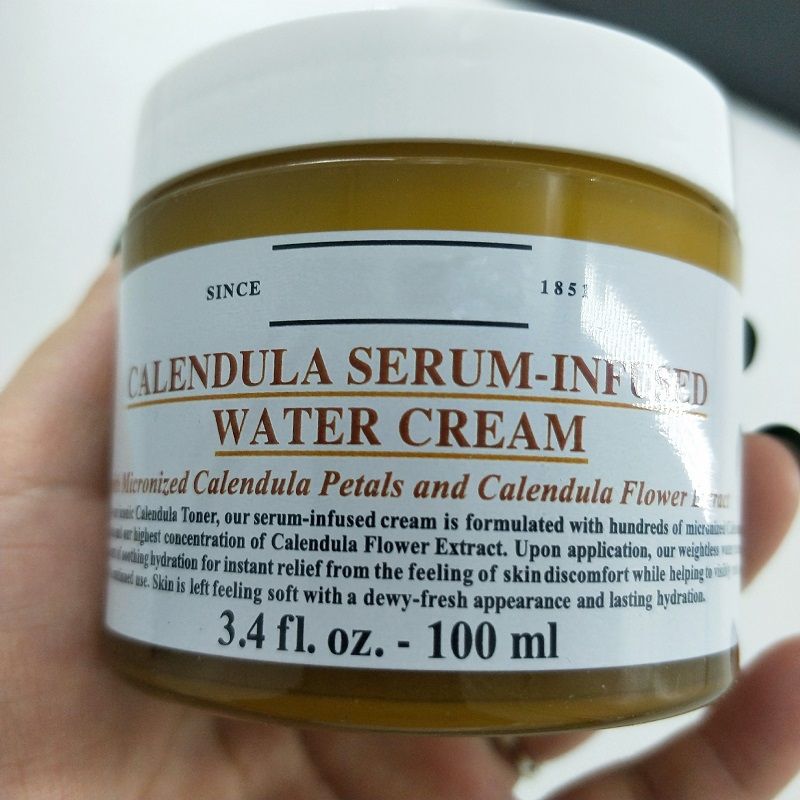 SINCE 1851
CALENDULA SERUM-INFUSED
WATER CREAM
Micronized Calendula Petals and Calendula Flower
Calendula Toner, our serum-infused cream is formulated with hundreds of micronized
our highest concentration of Calendula Flower Extract. Upon application, our weightless water
of soothing hydration for instant relief from the feeling of skin discomfort while helping to
use. Skin is left feeling soft with a dewy-fresh appearance and lasting hydration.
3.4 fl. oz. - 100 ml